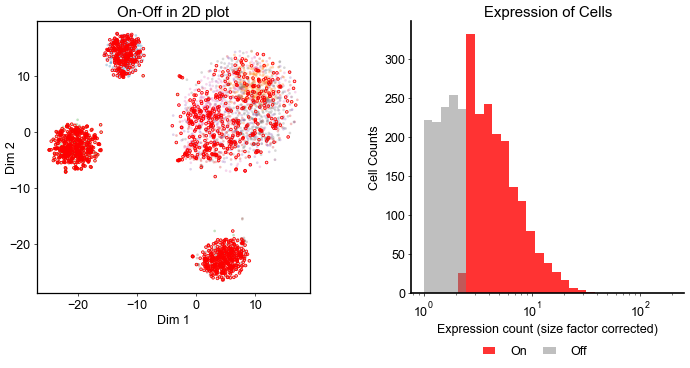 On-Off in 2D plot
10
0
−10
−20
Dim 2
−20
−10
0
10
Dim 1
Expression of Cells
350
300
250
200
150
100
50
0
Cell Counts
10^0
10^1
10^2
Expression count (size factor corrected)
On
Off